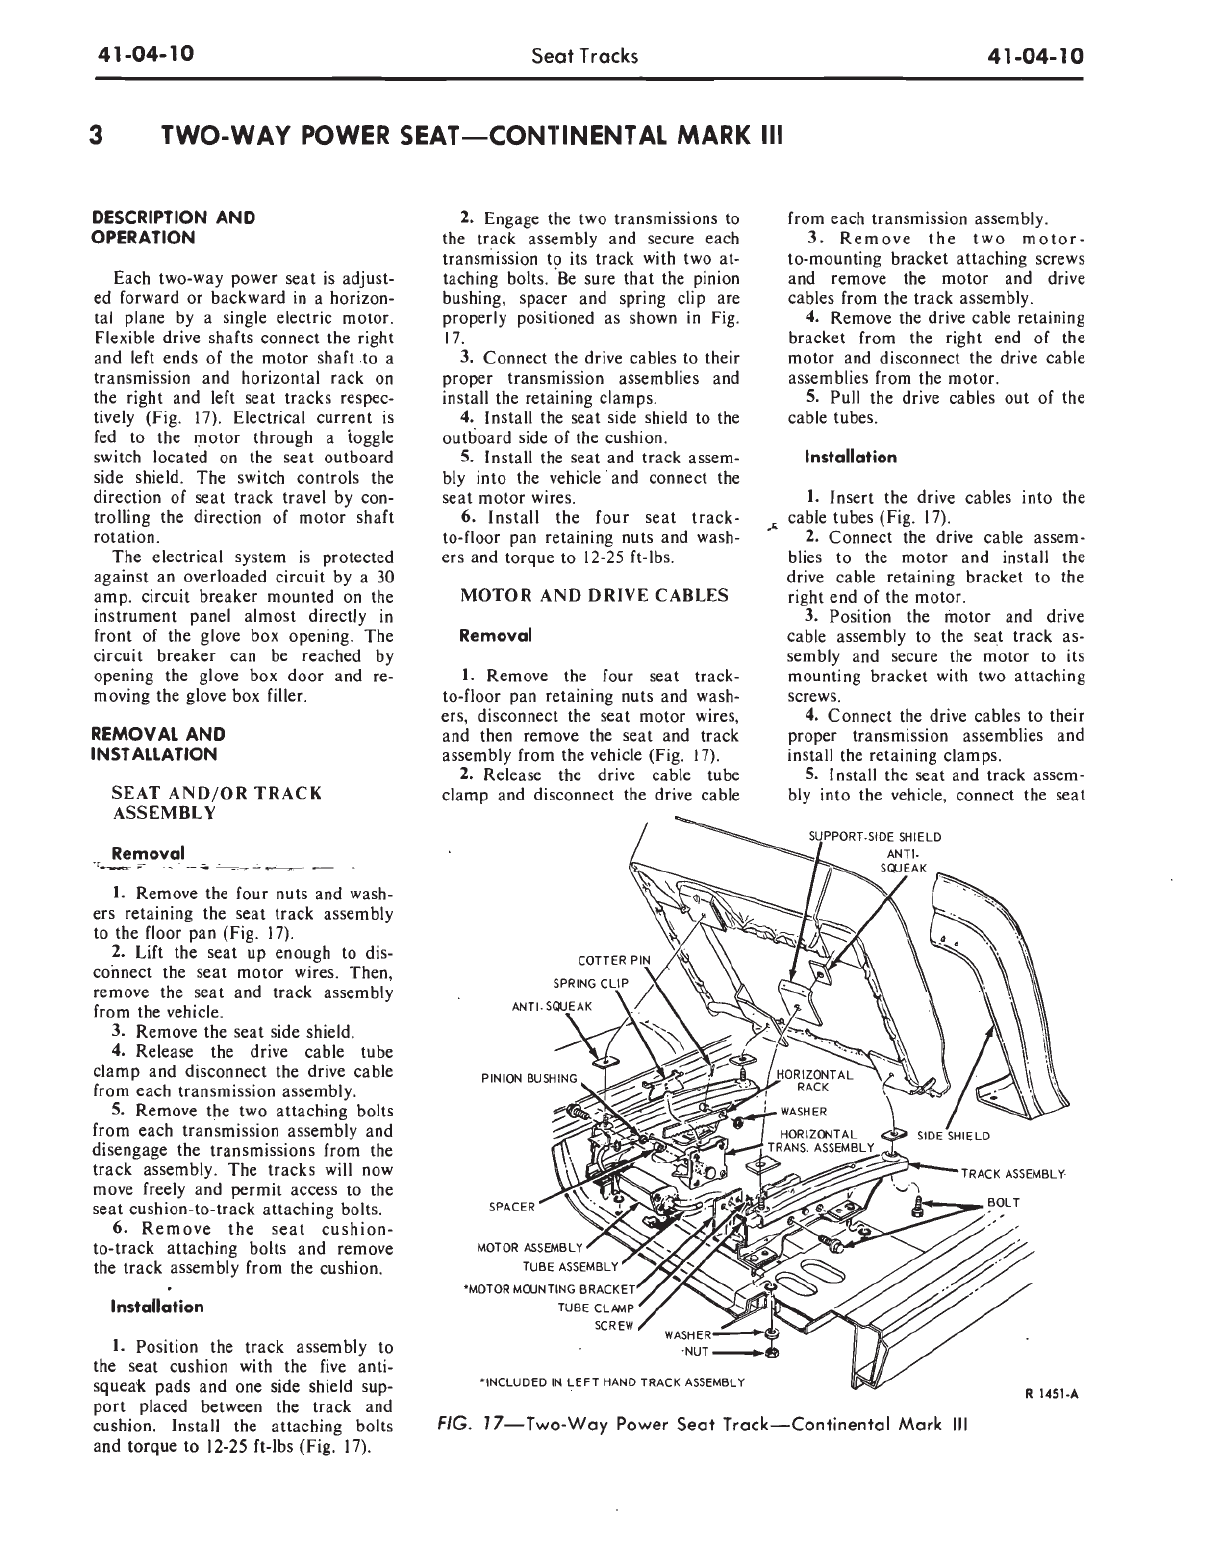 41-04-10 Seat Tracks 41-04-10
3 TWO-WAY POWER SEAT—CONTINENTAL MARK III
DESCRIPTION AND
OPERATION
Each two-way power seat is adjust-
ed forward or backward in a horizon-
tal plane by a single electric motor.
Flexible drive shafts connect the right
and left ends of the motor shaft to a
transmission and horizontal rack on
the right and left seat tracks respec-
tively (Fig. 17). Electrical current is
fed to the motor through a toggle
switch located on the seat outboard
side shield. The switch controls the
direction of seat track travel by con-
trolling the direction of motor shaft
rotation.
The electrical system is protected
against an overloaded circuit by a 30
amp. circuit breaker mounted on the
instrument panel almost directly in
front of the glove box opening. The
circuit breaker can be reached by
opening the glove box door and re-
moving the glove box filler.
REMOVAL AND
INSTALLATION
SEAT AND/OR TRACK
ASSEMBLY
Removal
1. Remove the four nuts and wash-
ers retaining the seat track assembly
to the floor pan (Fig. 17).
2. Lift the seat up enough to dis-
connect the seat motor wires. Then,
remove the seat and track assembly
from the vehicle.
3. Remove the seat side shield.
4. Release the drive cable tube
clamp and disconnect the drive cable
from each transmission assembly.
5. Remove the two attaching bolts
from each transmission assembly and
disengage the transmissions from the
track assembly. The tracks will now
move freely and permit access to the
seat cushion-to-track attaching bolts.
6. Remove the seat cushion-
to-track attaching bolts and remove
the track assembly from the cushion.
Installation
1. Position the track assembly to
the seat cushion with the five anti-
squeak pads and one side shield sup-
port placed between the track and
cushion. Install the attaching bolts
and torque to 12-25 ft-lbs (Fig. 17).
2. Engage the two transmissions to
the track assembly and secure each
transmission to its track with two at-
taching bolts. Be sure that the pinion
bushing, spacer and spring clip are
properly positioned as shown in Fig.
17.
3. Connect the drive cables to their
proper transmission assemblies and
install the retaining clamps.
4. Install the seat side shield to the
outboard side of the cushion.
5. Install the seat and track assem-
bly into the vehicle and connect the
seat motor wires.
6. Install the four seat track-
to-floor pan retaining nuts and wash-
ers and torque to 12-25 ft-lbs.
MOTOR AND DRIVE CABLES
Removal
1. Remove the four seat track-
to-floor pan retaining nuts and wash-
ers, disconnect the seat motor wires,
and then remove the seat and track
assembly from the vehicle (Fig. 17).
2. Release the drive cable tube
clamp and disconnect the drive cable
from each transmission assembly.
3. Remove the two motor-
to-mounting bracket attaching screws
and remove the motor and drive
cables from the track assembly.
4. Remove the drive cable retaining
bracket from the right end of the
motor and disconnect the drive cable
assemblies from the motor.
5. Pull the drive cables out of the
cable tubes.
Installation
1. Insert the drive cables into the
cable tubes (Fig. 17).
2. Connect the drive cable assem-
blies to the motor and install the
drive cable retaining bracket to the
right end of the motor.
3. Position the motor and drive
cable assembly to the seat track as-
sembly and secure the motor to its
mounting bracket with two attaching
screws.
4. Connect the drive cables to their
proper transmission assemblies and
install the retaining clamps.
5. Install the seat and track assem-
bly into the vehicle, connect the seat
SUPPORT-SIDE SHIELD
ANTI-
SQUEAK
COTTER PIN
SPRING CLIP
ANTI-SQUEAK
PINION BUSHING
HORIZONTAL
RACK
WASHER
HORIZONTAL
TRANS. ASSEMBLY
SIDE SHIELD
TRACK ASSEMBLY
BOLT
SPACER
MOTOR ASSEMBLY
TUBE ASSEMBLY
*MOTOR MOUNTING BRACKET
TUBE CLAMP
SCREW
WASHER
NUT
*INCLUDED IN LEFT HAND TRACK ASSEMBLY
R 1451-A
FIG. 17—Two-Way Power Seat Track—Continental Mark III